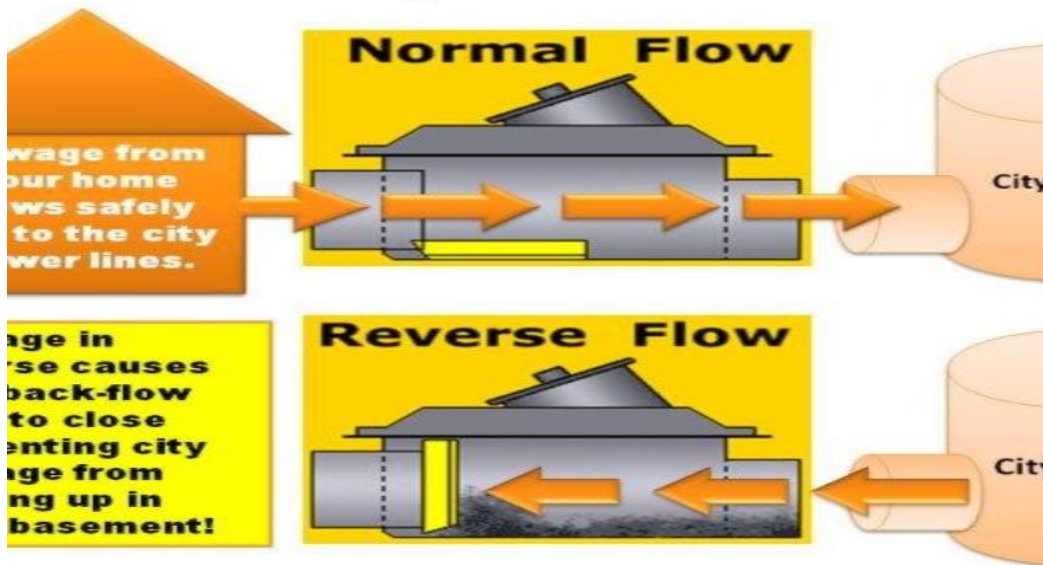 Normal Flow
wage from
our home
ws safely
to the city
wer lines.
City
Reverse Flow
age in
rse causes
back-flow
to close
enting city
age from
ng up in
basement!
City